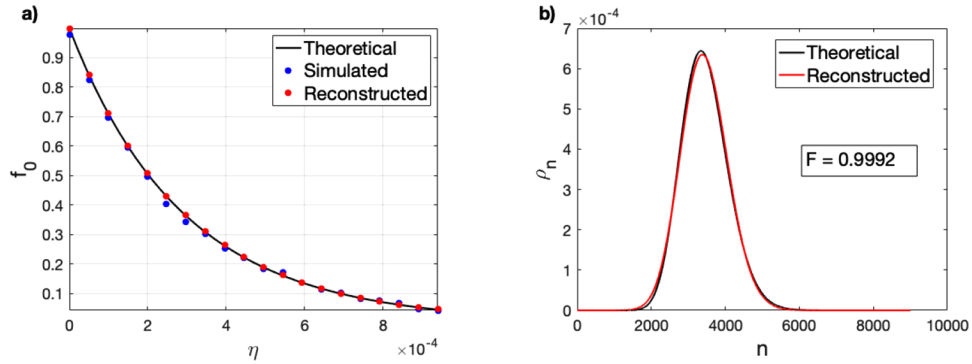 a)
f0
0.9
0.8
0.7
0.6
0.5
0.4
0.3
0.2
0.1
0
2
4
6
8
×10-4
η
Theoretical
Simulated
Reconstructed
b)
×10-4
ρn
7
6
5
4
3
2
1
0
0
2000
4000
6000
8000
10000
n
Theoretical
Reconstructed
F = 0.9992